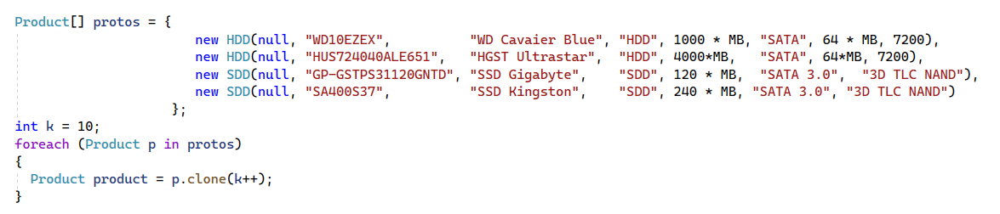 Product[] protos = {
new HDD(null, "WD10EZEX", "WD Cavaier Blue", "HDD", 1000 * MB, "SATA", 64 * MB, 7200),
new HDD(null, "HUS724040ALE651", "HGST Ultrastar", "HDD", 4000*MB, "SATA", 64*MB, 7200),
new SDD(null, "GP-GSTPS31120GNTD", "SSD Gigabyte", "SDD", 120 * MB, "SATA 3.0", "3D TLC NAND"),
new SDD(null, "SA400S37", "SSD Kingston", "SDD", 240 * MB, "SATA 3.0", "3D TLC NAND")
};
int k = 10;
foreach (Product p in protos)
{
Product product = p.clone(k++);
}